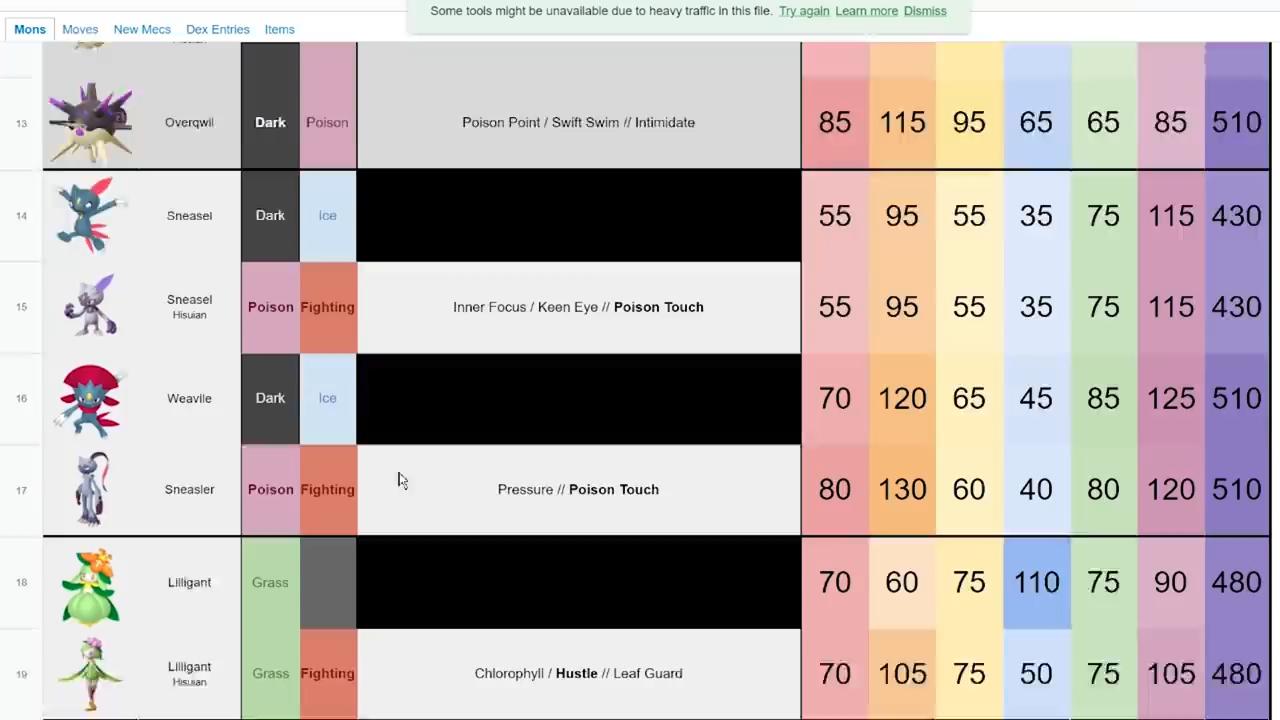 Some tools might be unavailable due to heavy traffic in this file. Try again Learn more Dismiss
Mons Moves New Mecs Dex Entries Items
13 Overqwil Dark Poison Poison Point / Swift Swim // Intimidate 85 115 95 65 65 85 510
14 Sneasel Dark Ice 55 95 55 35 75 115 430
15 Sneasel Poison Fighting Inner Focus / Keen Eye // Poison Touch 55 95 55 35 75 115 430
Hisuian
16 Weavile Dark Ice 70 120 65 45 85 125 510
17 Sneasler Poison Fighting Pressure // Poison Touch 80 130 60 40 80 120 510
18 Lilligant Grass 70 60 75 110 75 90 480
19 Lilligant Grass Fighting Chlorophyll / Hustle // Leaf Guard 70 105 75 50 75 105 480
Hisuian